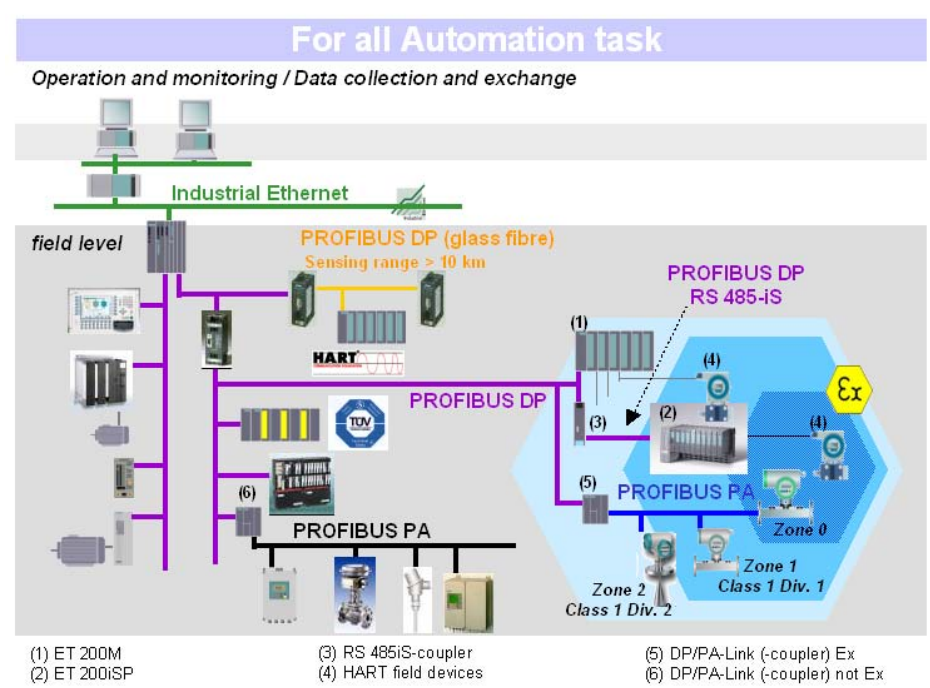 For all Automation task
Operation and monitoring / Data collection and exchange
Industrial Ethernet
field level
PROFIBUS DP (glass fibre)
Sensing range > 10 km
PROFIBUS DP
RS 485-iS
(1)
HART
(4)
εx
PROFIBUS DP
(3)
(2)
(4)
TÜV
(5)
(6)
PROFIBUS PA
PROFIBUS PA
Zone 0
Zone 1
Class 1 Div. 1
Zone 2
Class 1 Div. 2
(1) ET 200M
(2) ET 200iSP
(3) RS 485iS-coupler
(4) HART field devices
(5) DP/PA-Link (-coupler) Ex
(6) DP/PA-Link (-coupler) not Ex